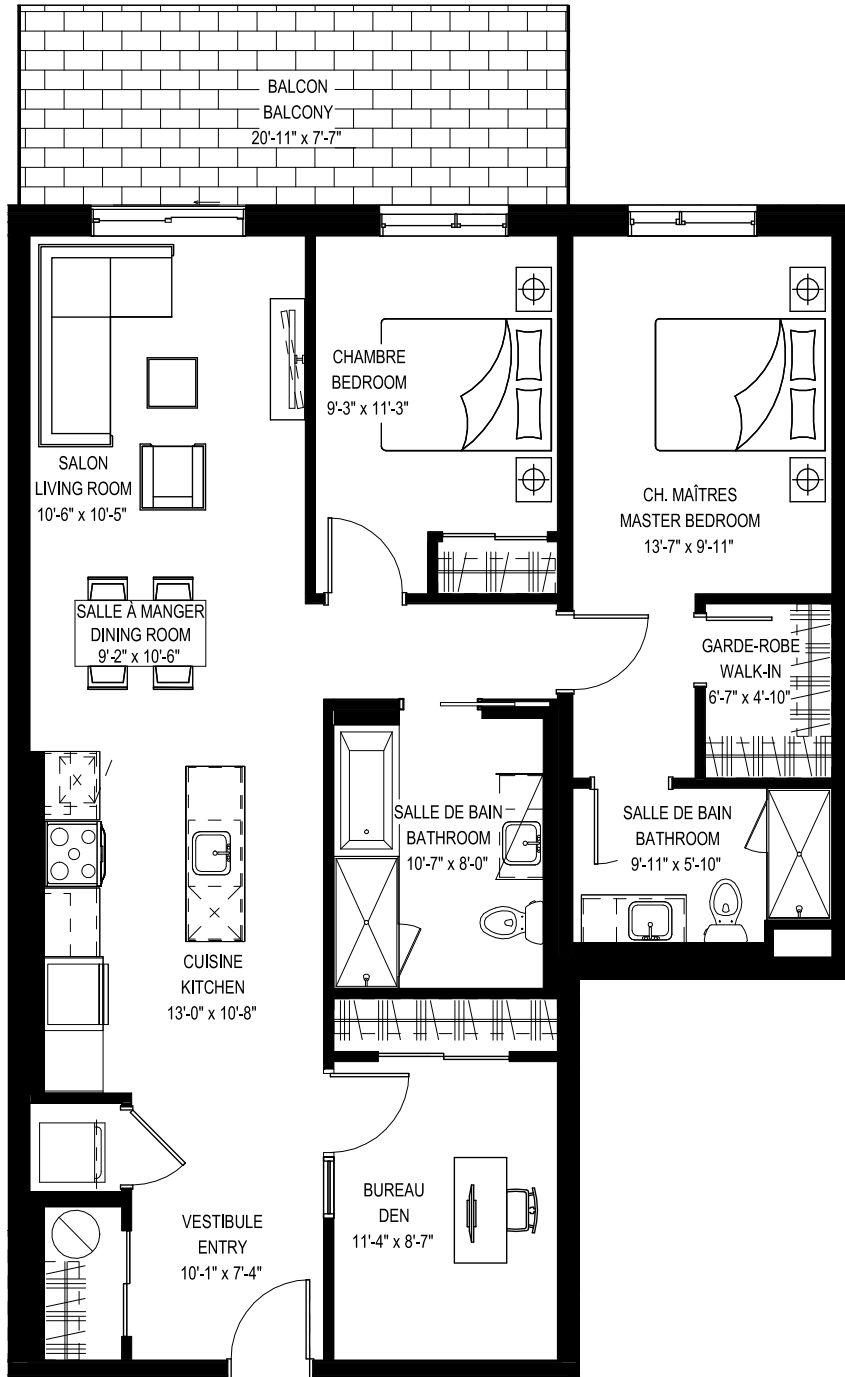 BALCON
BALCONY
20'-11" x 7'-7"
CHAMBRE
BEDROOM
9'-3" x 11'-3"
SALON
LIVING ROOM
10'-6" x 10'-5"
CH. MAÎTRES
MASTER BEDROOM
13'-7" x 9'-11"
SALLE À MANGER
DINING ROOM
9'-2" x 10'-6"
GARDE-ROBE
WALK-IN
6'-7" x 4'-10"
SALLE DE BAIN
BATHROOM
10'-7" x 8'-0"
SALLE DE BAIN
BATHROOM
9'-11" x 5'-10"
CUISINE
KITCHEN
13'-0" x 10'-8"
BUREAU
DEN
11'-4" x 8'-7"
VESTIBULE
ENTRY
10'-1" x 7'-4"